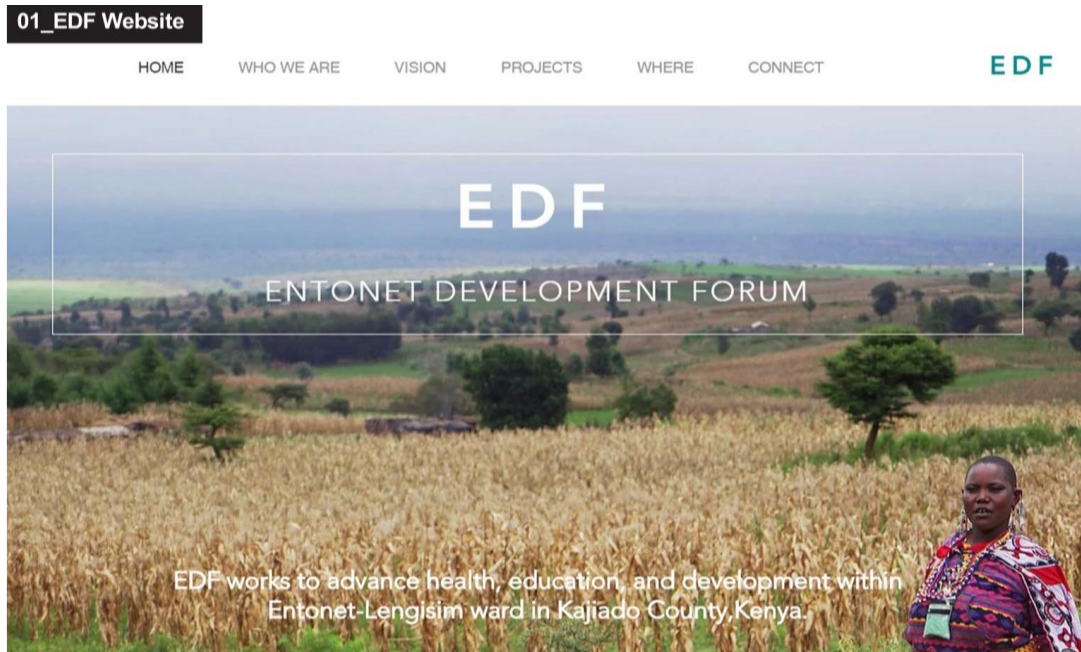 01_EDF Website
HOME WHO WE ARE VISION PROJECTS WHERE CONNECT EDF
EDF
ENTONET DEVELOPMENT FORUM
EDF works to advance health, education, and development within
Entonet-Lengisim ward in Kajiado County,Kenya.